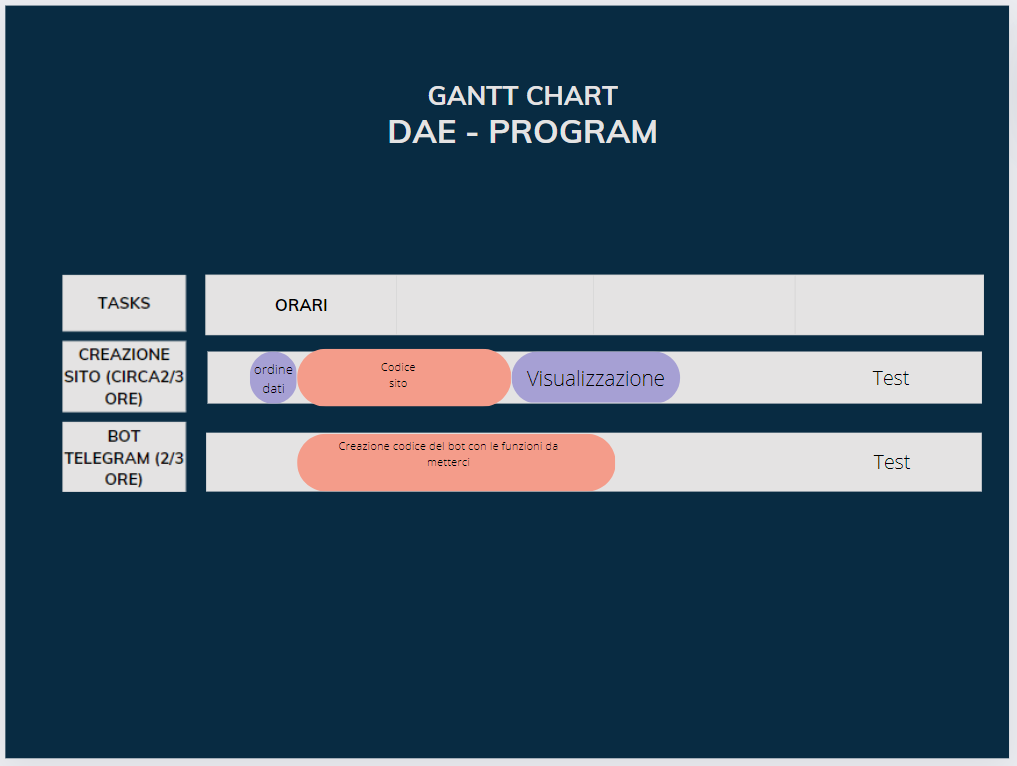 GANTT CHART
DAE - PROGRAM
TASKS
ORARI
CREAZIONE
SITO (CIRCA2/3
ORE)
ordine
dati
Codice
sito
Visualizzazione
Test
BOT
TELEGRAM (2/3
ORE)
Creazione codice del bot con le funzioni da
metterci
Test